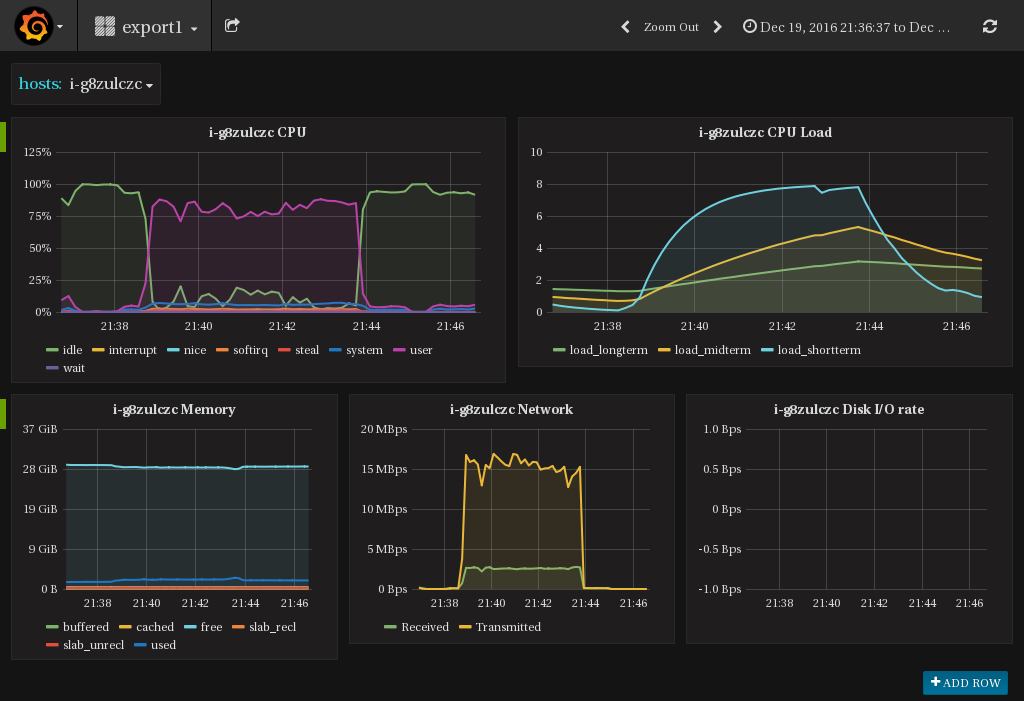 export1
Zoom Out
Dec 19, 2016 21:36:37 to Dec ...
hosts: i-g8zulczc
i-g8zulczc CPU
125%
100%
75%
50%
25%
0%
21:38 21:40 21:42 21:44 21:46
idle interrupt nice softirq steal system user
wait
i-g8zulczc CPU Load
10
8
6
4
2
0
21:38 21:40 21:42 21:44 21:46
load_longterm load_midterm load_shortterm
i-g8zulczc Memory
37 GiB
28 GiB
19 GiB
9 GiB
0 B
21:38 21:40 21:42 21:44 21:46
buffered cached free slab_recl
slab_unrecl used
i-g8zulczc Network
20 MBps
15 MBps
10 MBps
5 MBps
0 Bps
21:38 21:40 21:42 21:44 21:46
Received Transmitted
i-g8zulczc Disk I/O rate
1.0 Bps
0.5 Bps
0 Bps
-0.5 Bps
-1.0 Bps
21:38 21:40 21:42 21:44 21:46
+ ADD ROW